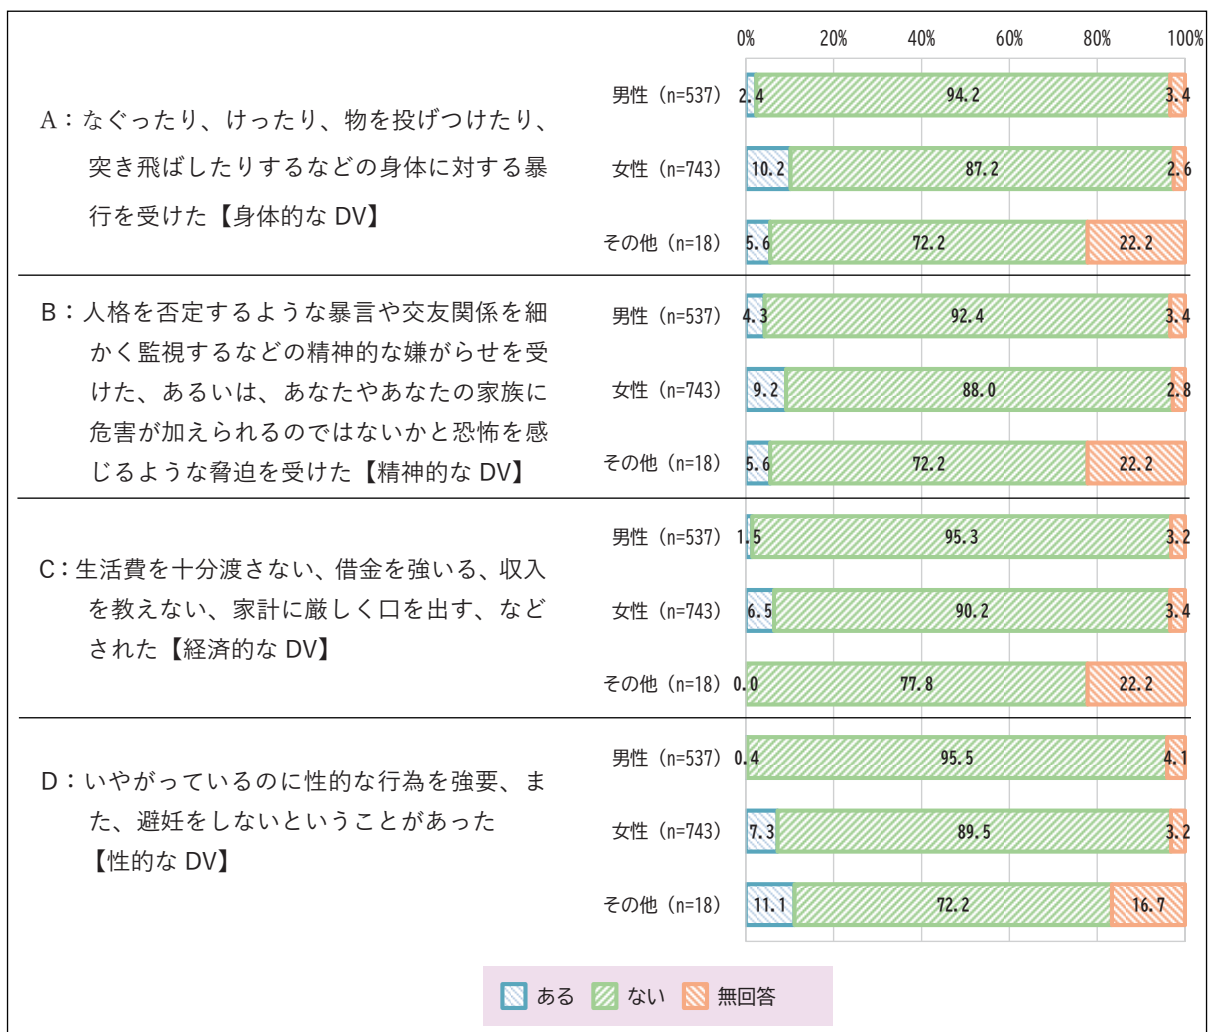 0% 20% 40% 60% 80% 100%
A：なぐったり、けったり、物を投げつけたり、
突き飛ばしたりするなどの身体に対する暴
行を受けた【身体的な DV】
男性（n=537） 2.4 94.2 3.4
女性（n=743） 10.2 87.2 2.6
その他（n=18） 5.6 72.2 22.2
B：人格を否定するような暴言や交友関係を細
かく監視するなどの精神的な嫌がらせを受
けた、あるいは、あなたやあなたの家族に
危害が加えられるのではないかと恐怖を感
じるような脅迫を受けた【精神的な DV】
男性（n=537） 4.3 92.4 3.4
女性（n=743） 9.2 88.0 2.8
その他（n=18） 5.6 72.2 22.2
C：生活費を十分渡さない、借金を強いる、収入
を教えない、家計に厳しく口を出す、など
された【経済的な DV】
男性（n=537） 1.5 95.3 3.2
女性（n=743） 6.5 90.2 3.4
その他（n=18） 0.0 77.8 22.2
D：いやがっているのに性的な行為を強要、ま
た、避妊をしないということがあった
【性的な DV】
男性（n=537） 0.4 95.5 4.1
女性（n=743） 7.3 89.5 3.2
その他（n=18） 11.1 72.2 16.7
ある ない 無回答